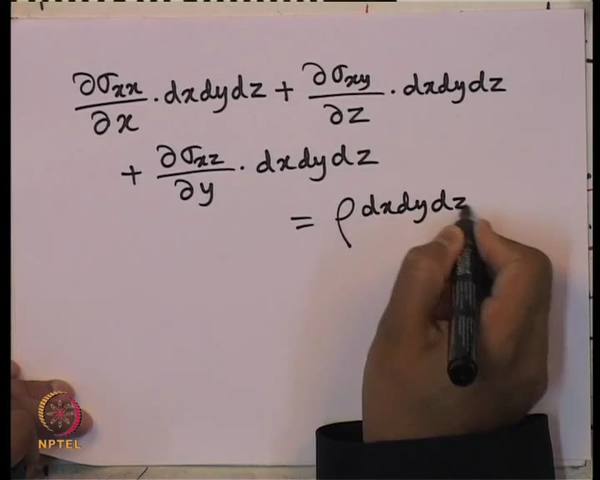 ∂σxx/∂x · dxdydz + ∂σxy/∂z · dxdydz
+ ∂σxz/∂y · dxdydz
= ρ dxdydz
NPTEL